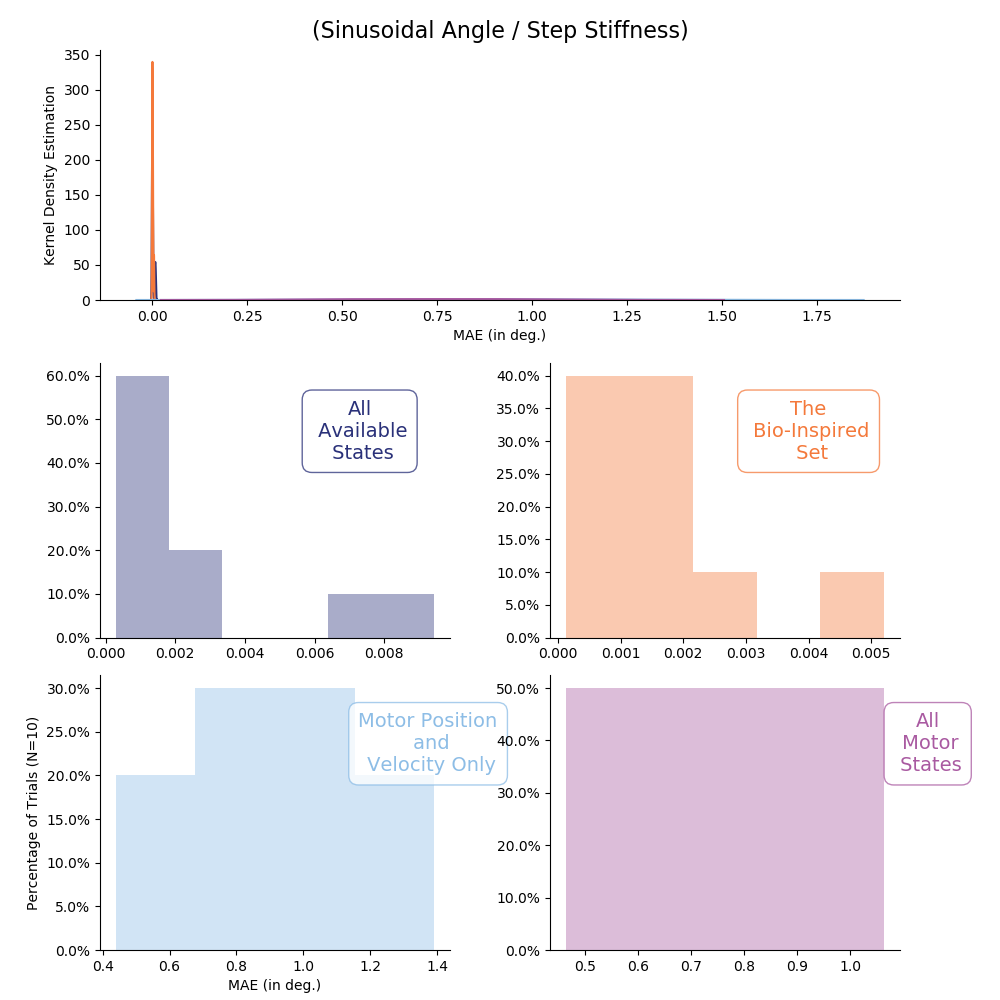 (Sinusoidal Angle / Step Stiffness)
350
300
250
200
150
100
50
0
Kernel Density Estimation
0.00 0.25 0.50 0.75 1.00 1.25 1.50 1.75
MAE (in deg.)
60.0%
50.0%
40.0%
30.0%
20.0%
10.0%
0.0%
All
Available
States
0.000 0.002 0.004 0.006 0.008
40.0%
35.0%
30.0%
25.0%
20.0%
15.0%
10.0%
5.0%
0.0%
The
Bio-Inspired
Set
0.000 0.001 0.002 0.003 0.004 0.005
30.0%
25.0%
20.0%
15.0%
10.0%
5.0%
0.0%
Percentage of Trials (N=10)
Motor Position
and
Velocity Only
0.4 0.6 0.8 1.0 1.2 1.4
MAE (in deg.)
50.0%
40.0%
30.0%
20.0%
10.0%
0.0%
All
Motor
States
0.5 0.6 0.7 0.8 0.9 1.0